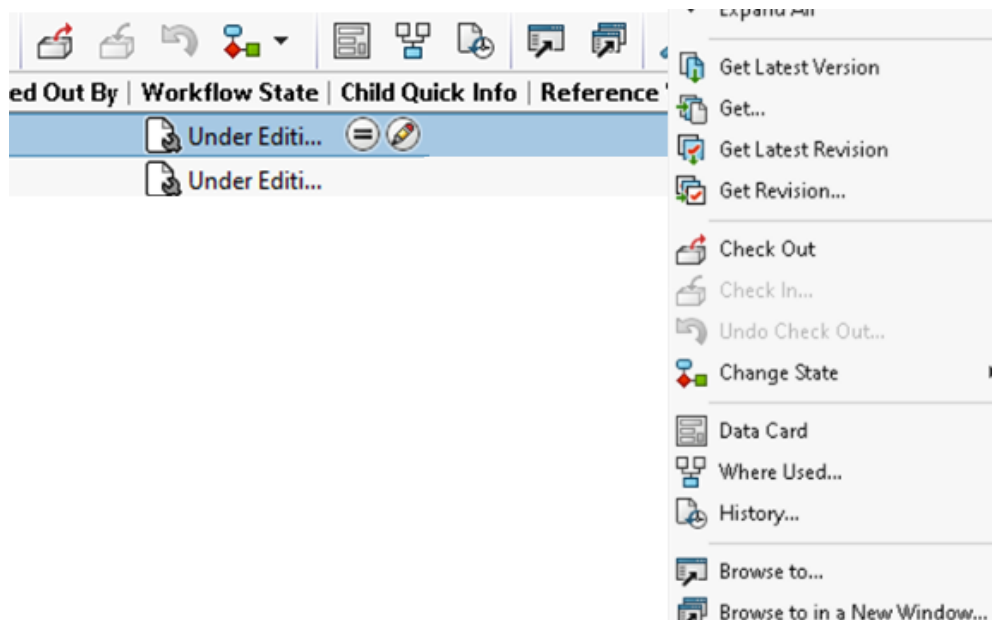 Expand All
ed Out By | Workflow State | Child Quick Info | Reference
Under Editi...
Under Editi...
Get Latest Version
Get...
Get Latest Revision
Get Revision...
Check Out
Check In...
Undo Check Out...
Change State
Data Card
Where Used...
History...
Browse to...
Browse to in a New Window...